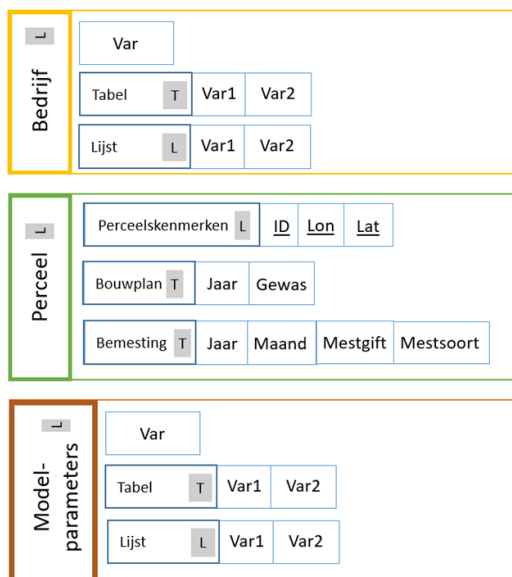 Bedrijf L
Var
Tabel T Var1 Var2
Lijst L Var1 Var2
Perceel L
Perceelskenmerken L ID Lon Lat
Bouwplan T Jaar Gewas
Bemesting T Jaar Maand Mestgift Mestsoort
Model-
parameters
L
Var
Tabel T Var1 Var2
Lijst L Var1 Var2